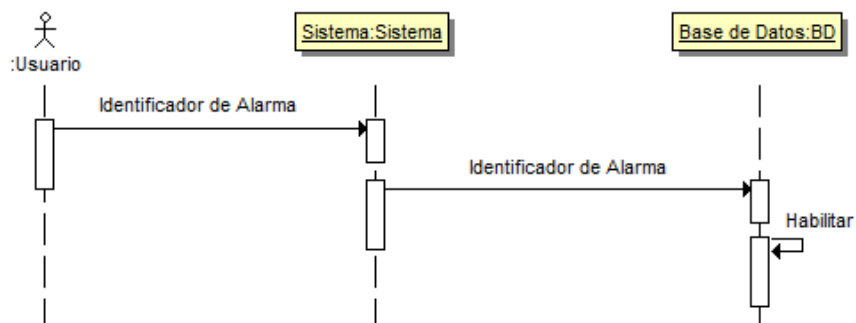 :Usuario
Sistema:Sistema
Base de Datos:BD
Identificador de Alarma
Identificador de Alarma
Habilitar